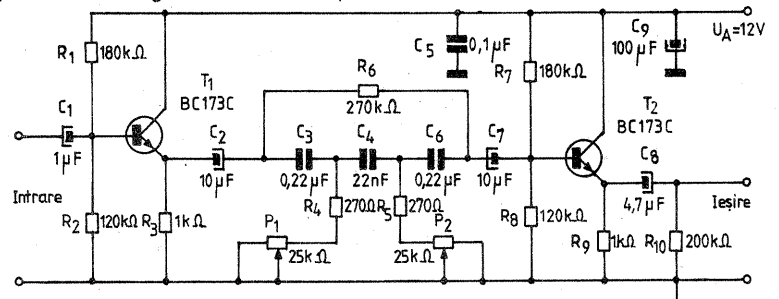 C9
100µF
UA=12V
C5
0,1µF
R1
180kΩ
R6
270kΩ
R7
180kΩ
T1
BC173C
T2
BC173C
C1
1µF
C2
10µF
C3
0,22µF
C4
22nF
C6
0,22µF
C7
10µF
C8
4,7µF
Intrare
Ieșire
R2
120kΩ
R3
1kΩ
R4
270Ω
R5
270Ω
P1
25kΩ
P2
25kΩ
R8
120kΩ
R9
1kΩ
R10
200kΩ